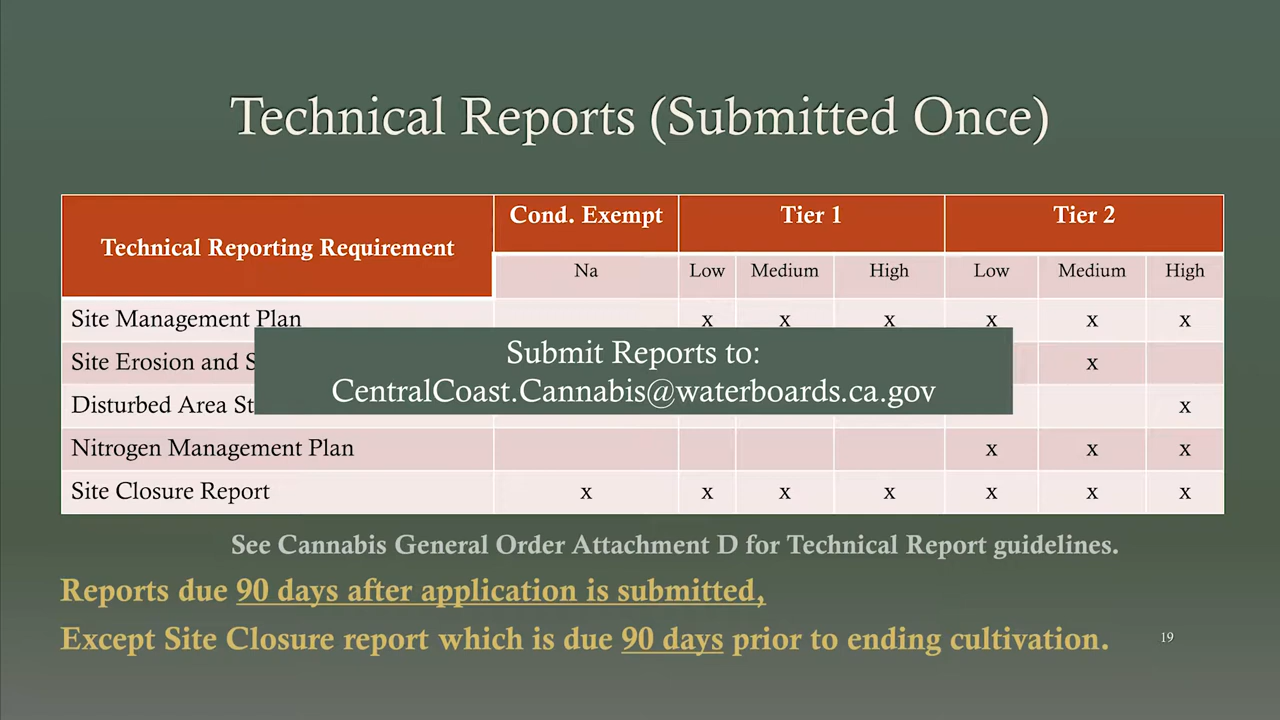 Technical Reports (Submitted Once)
Technical Reporting Requirement Cond. Exempt Tier 1 Tier 2
Na Low Medium High Low Medium High
Site Management Plan x x x x x x
Site Erosion and x
Disturbed Area x
Submit Reports to:
CentralCoast.Cannabis@waterboards.ca.gov
Nitrogen Management Plan x x x
Site Closure Report x x x x x x x
See Cannabis General Order Attachment D for Technical Report guidelines.
Reports due 90 days after application is submitted,
Except Site Closure report which is due 90 days prior to ending cultivation.
19